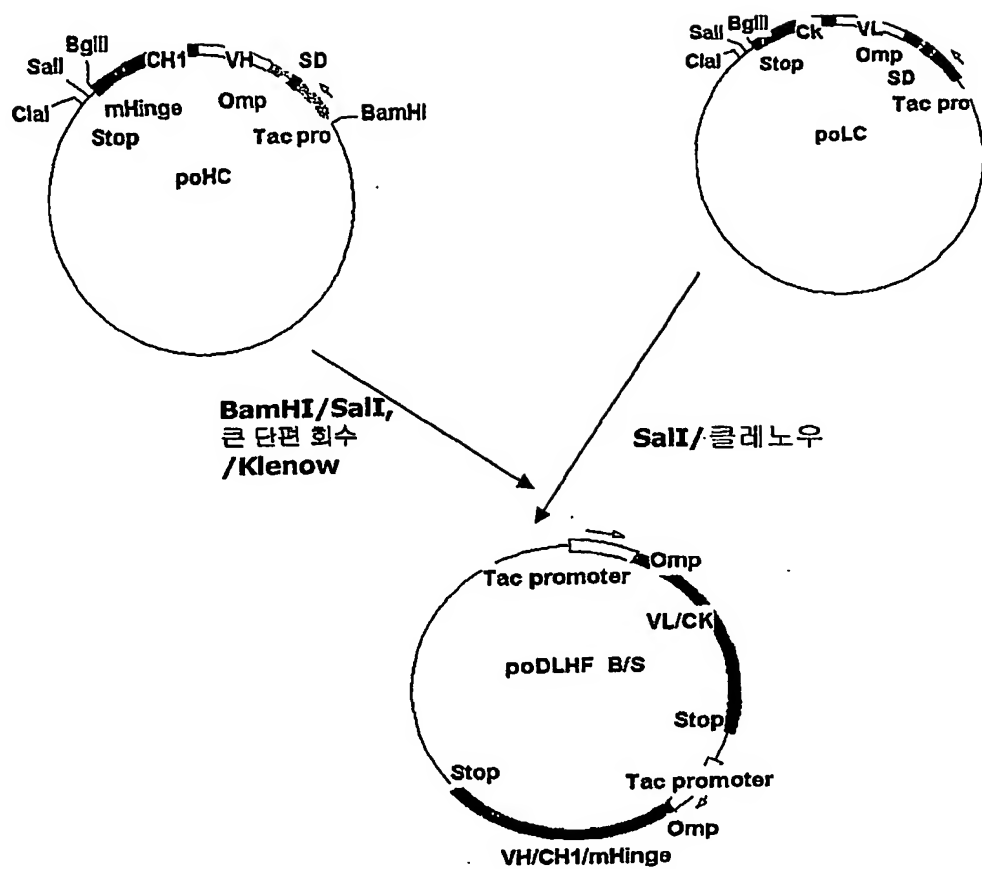 BglII
SalI
ClaI
CH1
VH
SD
mHinge
Omp
BamHI
Stop
Tac pro
poHC
BglII
SalI
ClaI
Ck
VL
Stop
Omp
SD
Tac pro
poLC
BamHI/SalI,
큰 단편 회수
/Klenow
SalI/클레노우
Tac promoter
Omp
VL/CK
poDLHF B/S
Stop
Stop
Tac promoter
Omp
VH/CH1/mHinge